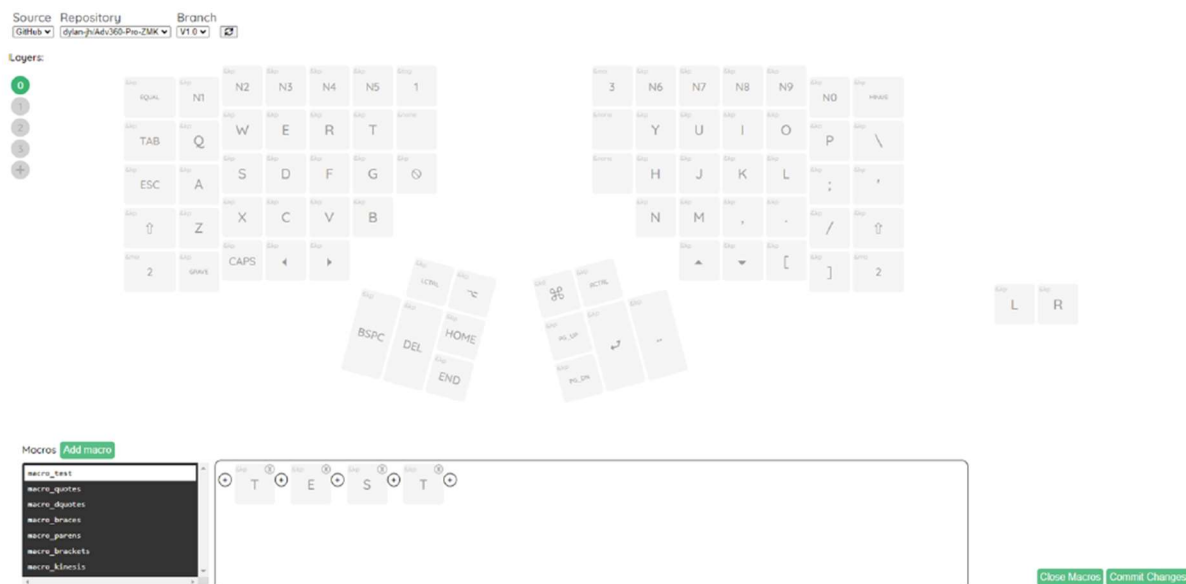 Source Repository Branch
GitHub dylan-jh/Adv360-Pro-ZMK V1.0
Layers:
0
1
2
3
+
EQUAL N1 N2 N3 N4 N5 1
3 N6 N7 N8 N9 N0 MINUS
TAB Q W E R T
Y U I O P \
ESC A S D F G
H J K L ; '
Z X C V B
N M , . /
2 GRAVE CAPS
[ ] 2
LCTRL
RCTRL
BSPC DEL HOME
PG_UP
END
PG_DN
L R
Macros Add macro
macro_test
macro_quotes
macro_dquotes
macro_braces
macro_parens
macro_brackets
macro_kinesis
T E S T
Close Macros Commit Changes